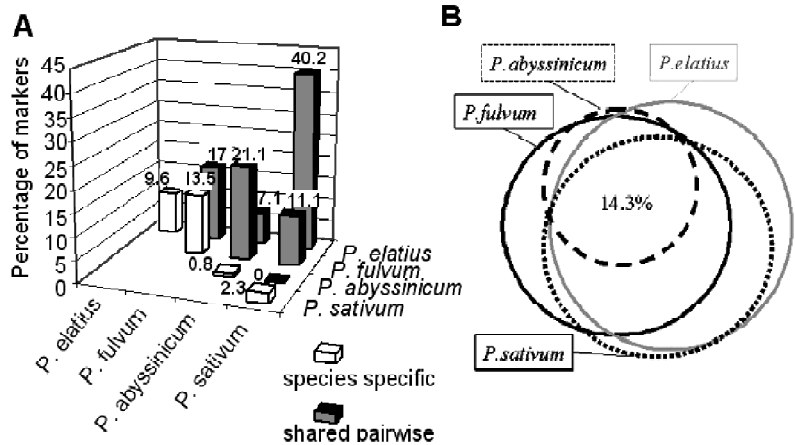 A
Percentage of markers
45
40
35
30
25
20
15
10
5
0
40.2
17 21.1
9.6 13.5
7.1 11.1
0.8
2.3 0
P. elatius
P. fulvum
P. abyssinicum
P. sativum
P. elatius
P. fulvum
P. abyssinicum
P. sativum
species specific
shared pairwise
B
P.abyssinicum
P.elatius
P.fulvum
14.3%
P.sativum